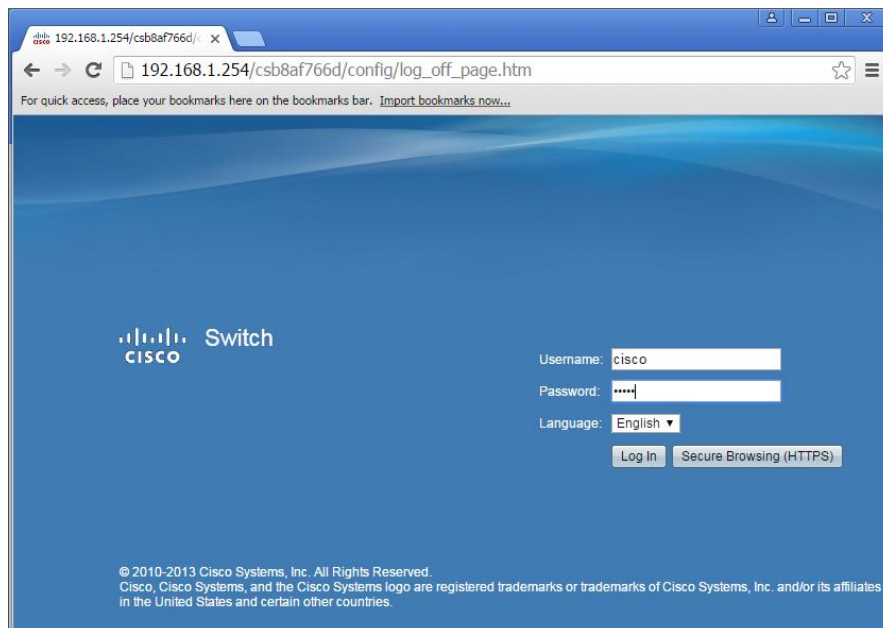 cisco 192.168.1.254/csb8af766d/
192.168.1.254/csb8af766d/config/log_off_page.htm
For quick access, place your bookmarks here on the bookmarks bar. Import bookmarks now...
CISCO Switch
Username: cisco
Password: •••••
Language: English
Log In Secure Browsing (HTTPS)
© 2010-2013 Cisco Systems, Inc. All Rights Reserved.
Cisco, Cisco Systems, and the Cisco Systems logo are registered trademarks or trademarks of Cisco Systems, Inc. and/or its affiliates
in the United States and certain other countries.